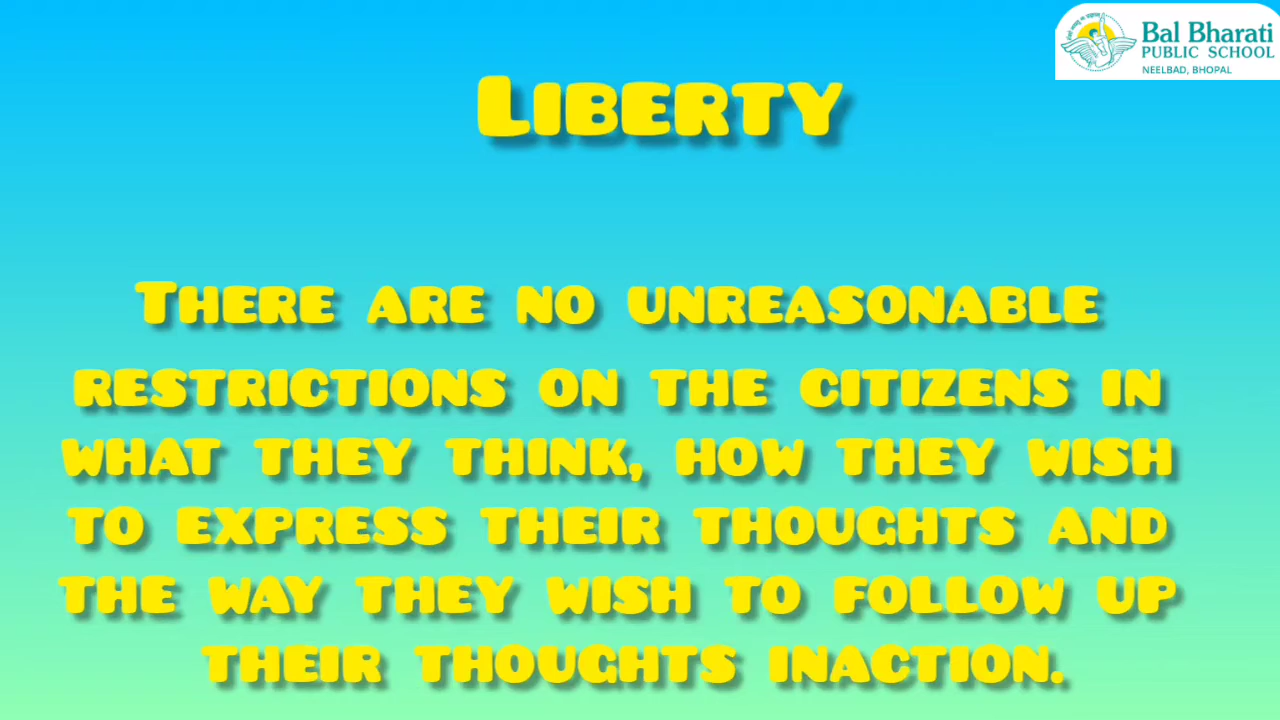 Bal Bharati
PUBLIC SCHOOL
NEELBAD, BHOPAL
LIBERTY
THERE ARE NO UNREASONABLE
RESTRICTIONS ON THE CITIZENS IN
WHAT THEY THINK, HOW THEY WISH
TO EXPRESS THEIR THOUGHTS AND
THE WAY THEY WISH TO FOLLOW UP
THEIR THOUGHTS INACTION.